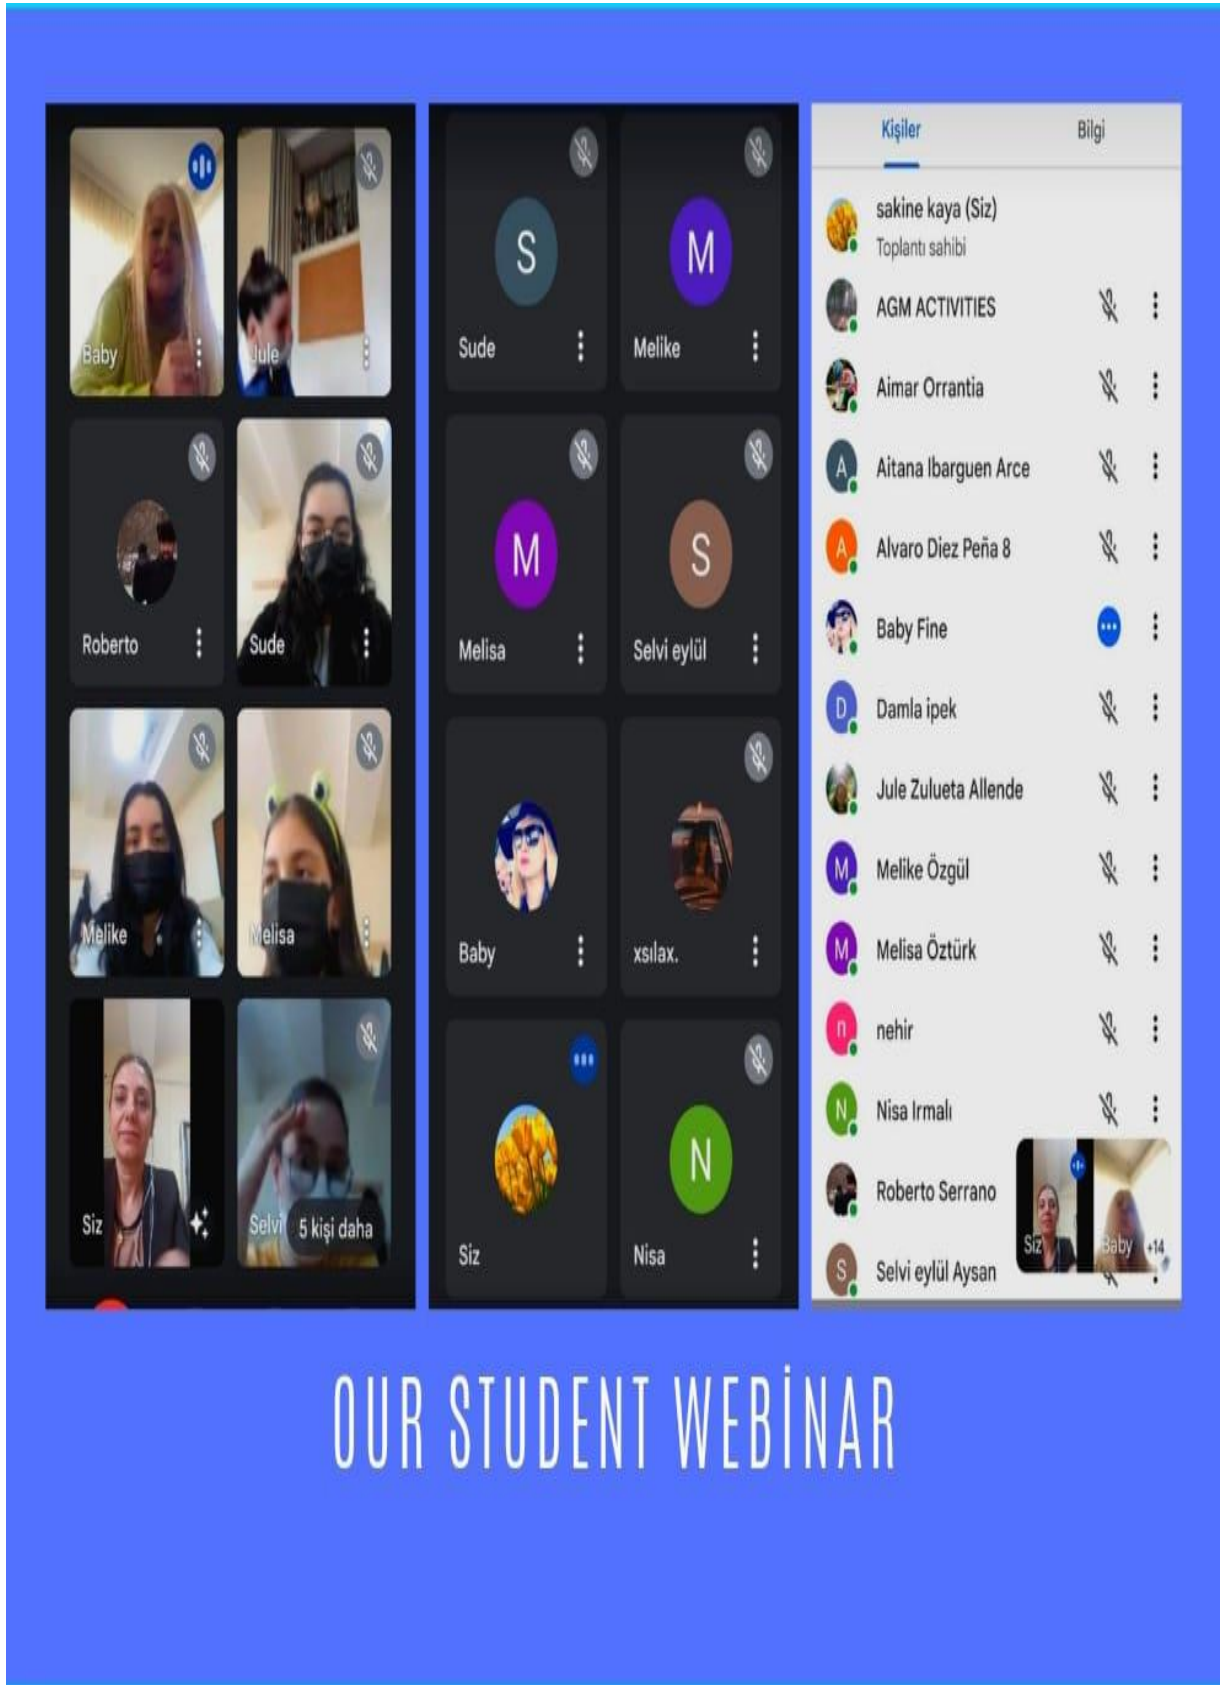 Baby
Jule
Roberto
Sude
Melike
Melisa
Siz
Selvi
5 kişi daha
S
M
Sude
Melike
M
S
Melisa
Selvi eylül
Baby
xsılax.
N
Siz
Nisa
Kişiler
Bilgi
sakine kaya (Siz)
Toplantı sahibi
AGM ACTIVITIES
Aimar Orrantia
A
Aitana Ibarguen Arce
A
Alvaro Diez Peña 8
Baby Fine
D
Damla ipek
Jule Zulueta Allende
M
Melike Özgül
M
Melisa Öztürk
n
nehir
N
Nisa Irmalı
Roberto Serrano
S
Selvi eylül Aysan
Siz
Baby
+14
OUR STUDENT WEBİNAR